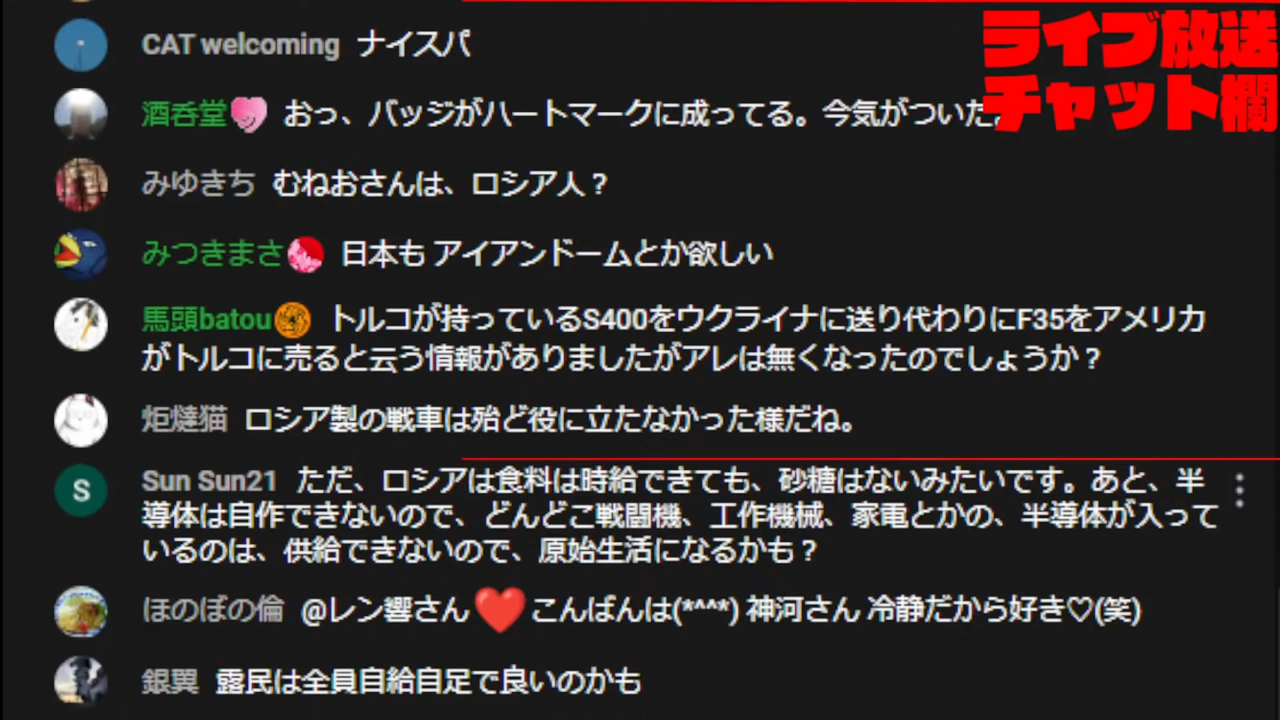 ライブ放送
チャット欄
CAT welcoming ナイスパ
酒呑堂 おっ、バッジがハートマークに成ってる。今気がついた。
みゆきち むねおさんは、ロシア人？
みつきまさ 日本も アイアンドームとか欲しい
馬頭batou トルコが持っているS400をウクライナに送り代わりにF35をアメリカ
がトルコに売ると云う情報がありましたがアレは無くなったのでしょうか？
炬燵猫 ロシア製の戦車は殆ど役に立たなかった様だね。
S
Sun Sun21 ただ、ロシアは食料は時給できても、砂糖はないみたいです。あと、半
導体は自作できないので、どんどこ戦闘機、工作機械、家電とかの、半導体が入って
いるのは、供給できないので、原始生活になるかも？
ほのぼの倫 @レン響さん❤️こんばんは(*^^*) 神河さん 冷静だから好き♡(笑)
銀翼 露民は全員自給自足で良いのかも